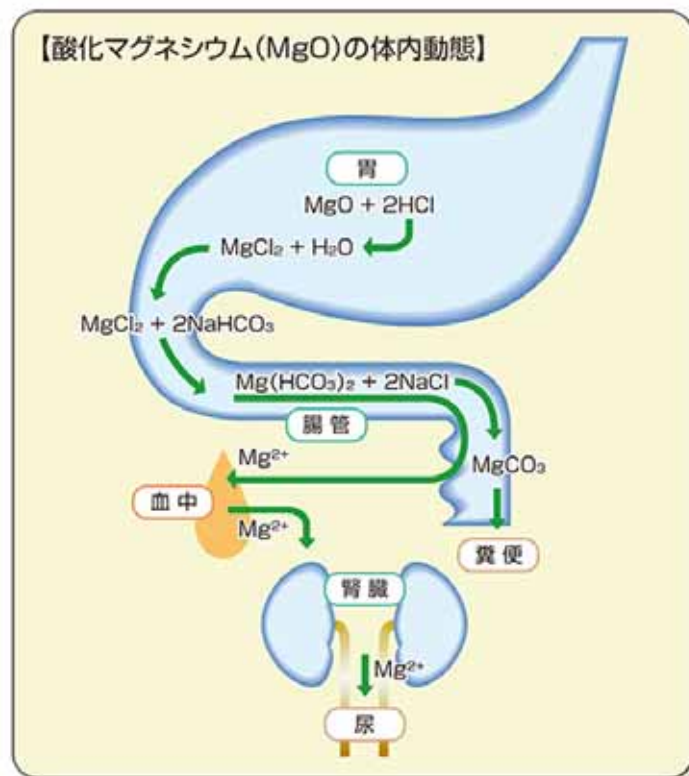 【酸化マグネシウム(MgO)の体内動態】
胃
MgO + 2HCl
MgCl₂ + H₂O
MgCl₂ + 2NaHCO₃
Mg(HCO₃)₂ + 2NaCl
腸管
Mg²⁺
MgCO₃
血中
Mg²⁺
糞便
腎臓
Mg²⁺
尿